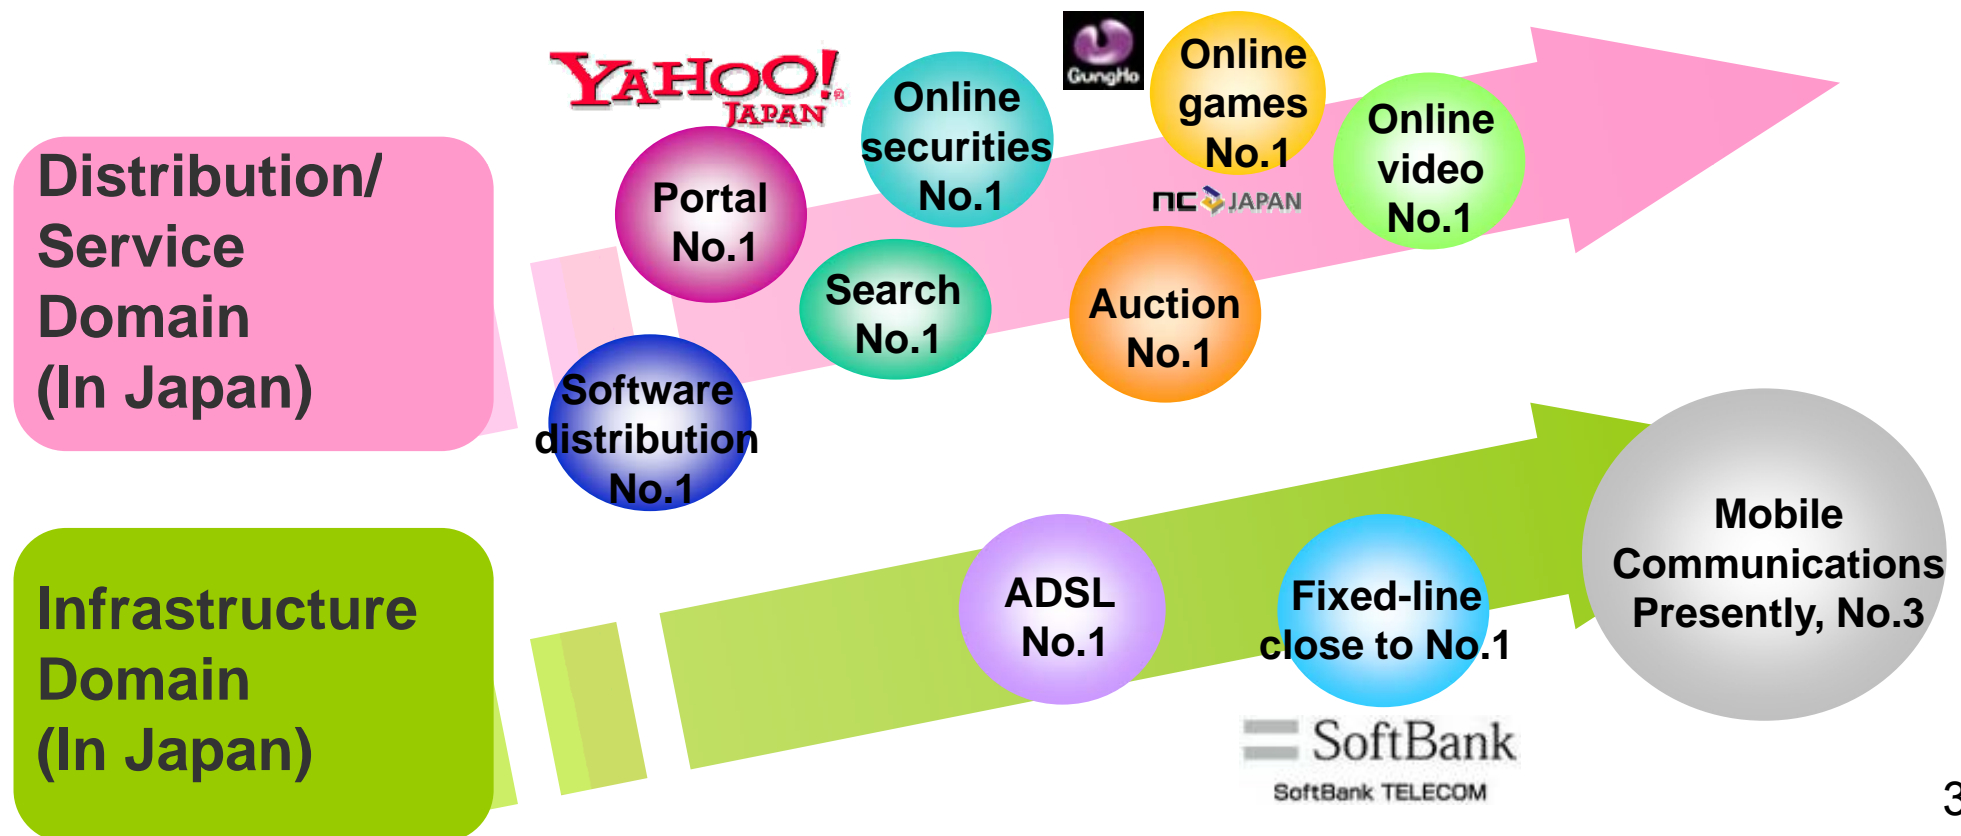 YAHOO!
JAPAN
GungHo
Online
games
No.1
Online
securities
No.1
Online
video
No.1
Distribution/
Service
Domain
(In Japan)
Portal
No.1
nc JAPAN
Search
No.1
Auction
No.1
Software
distribution
No.1
Mobile
Communications
Presently, No.3
Infrastructure
Domain
(In Japan)
ADSL
No.1
Fixed-line
close to No.1
SoftBank
SoftBank TELECOM
3